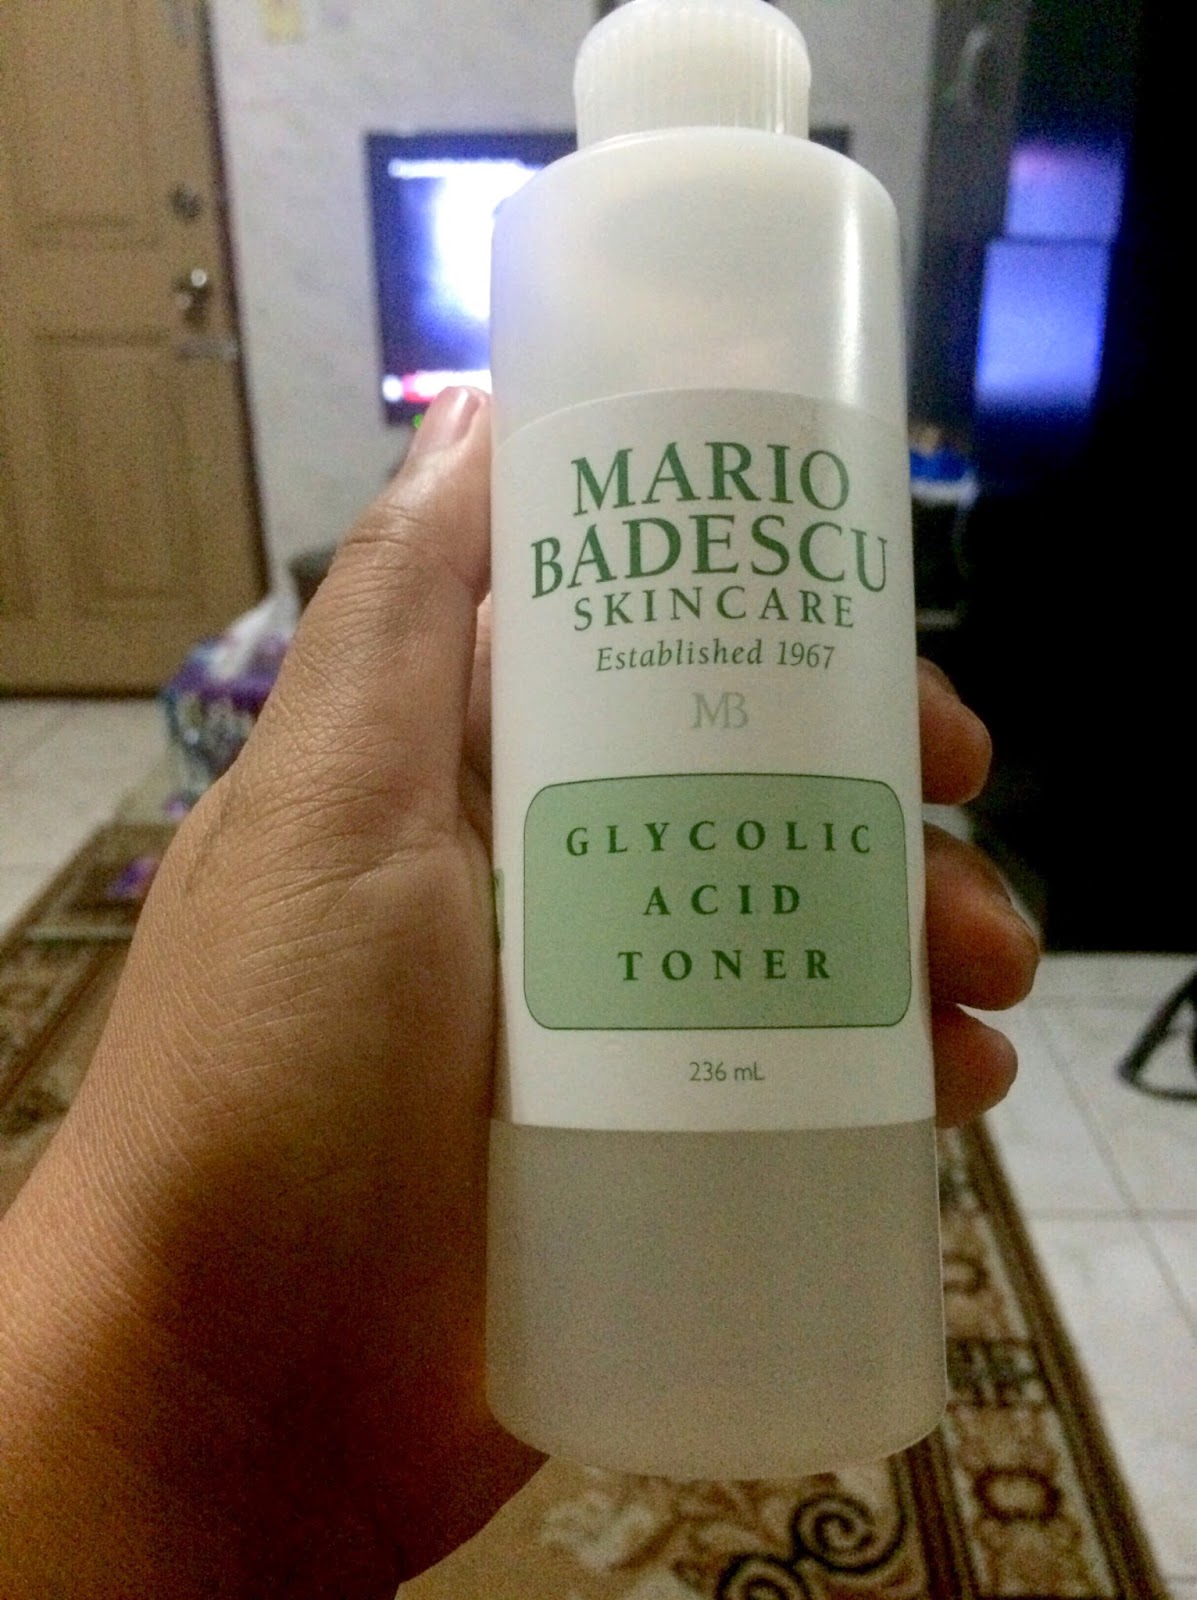 MARIO
BADESCU
SKINCARE
Established 1967
MB
GLYCOLIC
ACID
TONER
236 mL